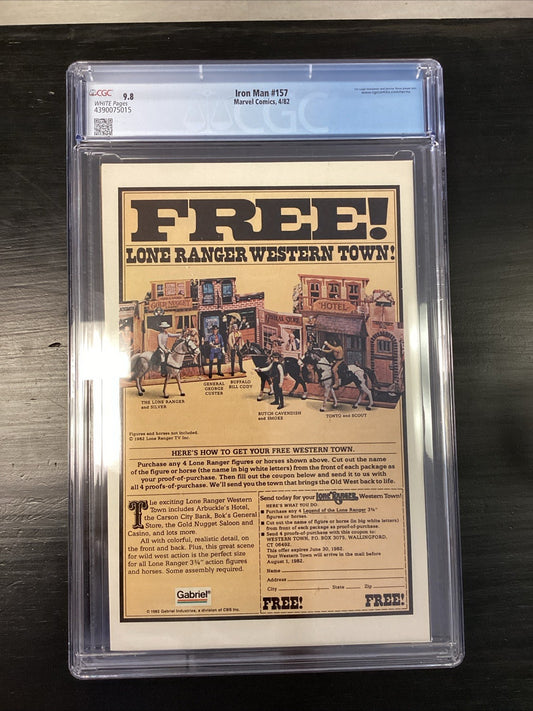 CGC
9.8
WHITE Pages
4390075015
Iron Man #157
Marvel Comics, 4/82
www.cgccomics.com/terms
CGC
FREE!
LONE RANGER WESTERN TOWN!
GOLD NUGGET
GENERAL STORE
HOTEL
THE LONE RANGER
and SILVER
GENERAL
GEORGE
CUSTER
BUFFALO
BILL CODY
BUTCH CAVENDISH
and SMOKE
TONTO and SCOUT
Figures and horses not included.
© 1982 Lone Ranger TV Inc.
HERE'S HOW TO GET YOUR FREE WESTERN TOWN.
Purchase any 4 Lone Ranger figures or horses shown above. Cut out the name
of the figure or horse (the name in big white letters) from the front of each package as
your proof-of-purchase. Then fill out the coupon below and send it to us with
all 4 proofs-of-purchase. We'll send you the town that brings the Old West back to life.
The exciting Lone Ranger Western
Town includes Arbuckle's Hotel,
the Carson City Bank, Bok's General
Store, the Gold Nugget Saloon and
Casino, and lots more.
All with colorful, realistic detail, on
the front and back. Plus, this great scene
for wild west action is the perfect size
for all Lone Ranger 3¾" action
figures and horses. Some assembly required.
Gabriel
© 1982 Gabriel Industries, a division of CBS Inc.
Send today for your LONE RANGER Western Town!
HERE'S WHAT YOU DO:
Purchase any 4 Legend of the Lone Ranger 3¾"
figures or horses.
Cut out the name of figure or horse (in big white letters)
from front of each package as proof-of-purchase.
Send 4 proofs-of-purchase with this coupon to:
WESTERN TOWN, P.O. BOX 3075, WALLINGFORD,
CT 06492.
This offer expires June 30, 1982.
Your Western Town will arrive in the mail before
August 1, 1982.
Name
Address
City State Zip
FREE! FREE!